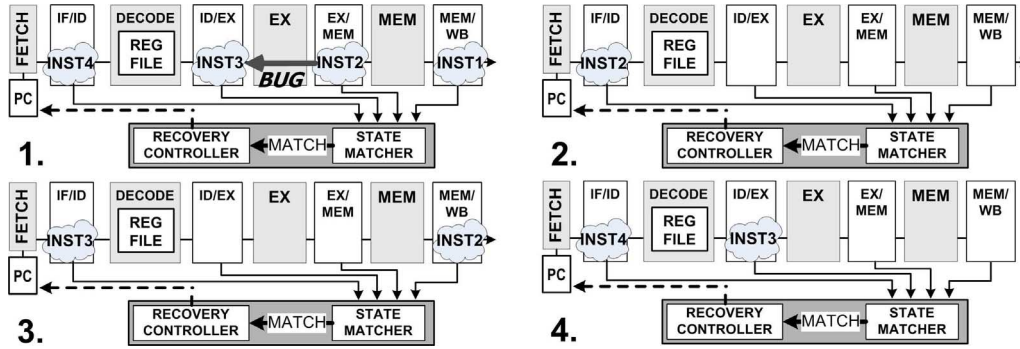 FETCH
IF/ID
DECODE
ID/EX
EX
EX/
MEM
MEM
MEM/
WB
REG
FILE
INST4
INST3
BUG
INST2
INST1
PC
RECOVERY
CONTROLLER
MATCH
STATE
MATCHER
1.
FETCH
IF/ID
DECODE
ID/EX
EX
EX/
MEM
MEM
MEM/
WB
REG
FILE
INST2
PC
RECOVERY
CONTROLLER
MATCH
STATE
MATCHER
2.
FETCH
IF/ID
DECODE
ID/EX
EX
EX/
MEM
MEM
MEM/
WB
REG
FILE
INST3
INST2
PC
RECOVERY
CONTROLLER
MATCH
STATE
MATCHER
3.
FETCH
IF/ID
DECODE
ID/EX
EX
EX/
MEM
MEM
MEM/
WB
REG
FILE
INST4
INST3
PC
RECOVERY
CONTROLLER
MATCH
STATE
MATCHER
4.